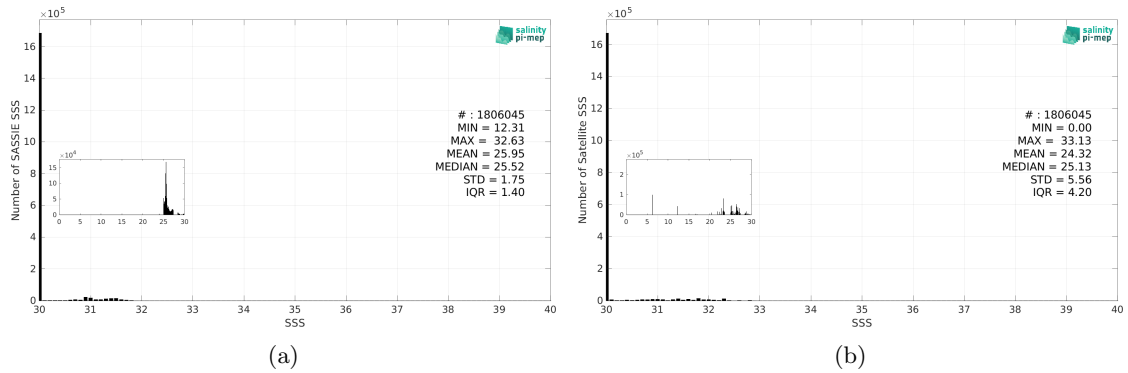 ×10⁵
16
14
12
10
8
6
4
2
0
Number of SASSIE SSS
salinity
pi-mep
# : 1806045
MIN = 12.31
MAX = 32.63
MEAN = 25.95
MEDIAN = 25.52
STD = 1.75
IQR = 1.40
×10⁴
15
10
5
0
0 5 10 15 20 25 30
30 31 32 33 34 35 36 37 38 39 40
SSS
(a)
×10⁵
16
14
12
10
8
6
4
2
0
Number of Satellite SSS
salinity
pi-mep
# : 1806045
MIN = 0.00
MAX = 33.13
MEAN = 24.32
MEDIAN = 25.13
STD = 5.56
IQR = 4.20
×10⁵
2
1
0
0 5 10 15 20 25 30
30 31 32 33 34 35 36 37 38 39 40
SSS
(b)